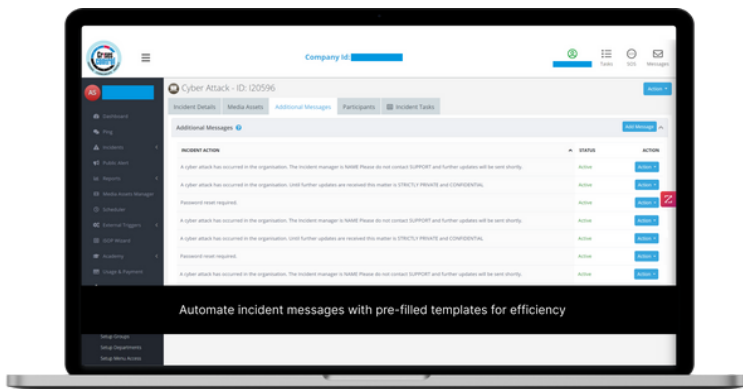 Crises Control
Company Id:
Tasks
SOS
Messages
AS
Cyber Attack - ID: I20596
Action
Incident Details
Media Assets
Additional Messages
Participants
Incident Tasks
Dashboard
Ping
Incidents
Public Alert
Reports
Media Assets Manager
Scheduler
External Triggers
SOP Wizard
Academy
Usage & Payment
Additional Messages
Add Message
INCIDENT ACTION
STATUS
ACTION
A cyber attack has occurred in the organisation. The incident manager is NAME Please do not contact SUPPORT and further updates will be sent shortly.
Active
Action
A cyber attack has occurred in the organisation. Until further updates are received this matter is STRICTLY PRIVATE and CONFIDENTIAL.
Active
Action
Password reset required.
Active
Action
A cyber attack has occurred in the organisation. The incident manager is NAME Please do not contact SUPPORT and further updates will be sent shortly.
Active
Action
A cyber attack has occurred in the organisation. Until further updates are received this matter is STRICTLY PRIVATE and CONFIDENTIAL.
Active
Action
Password reset required.
Active
Action
A cyber attack has occurred in the organisation. The incident manager is NAME Please do not contact SUPPORT and further updates will be sent shortly.
Active
Action
Automate incident messages with pre-filled templates for efficiency
Setup Groups
Setup Departments
Setup Menu Access